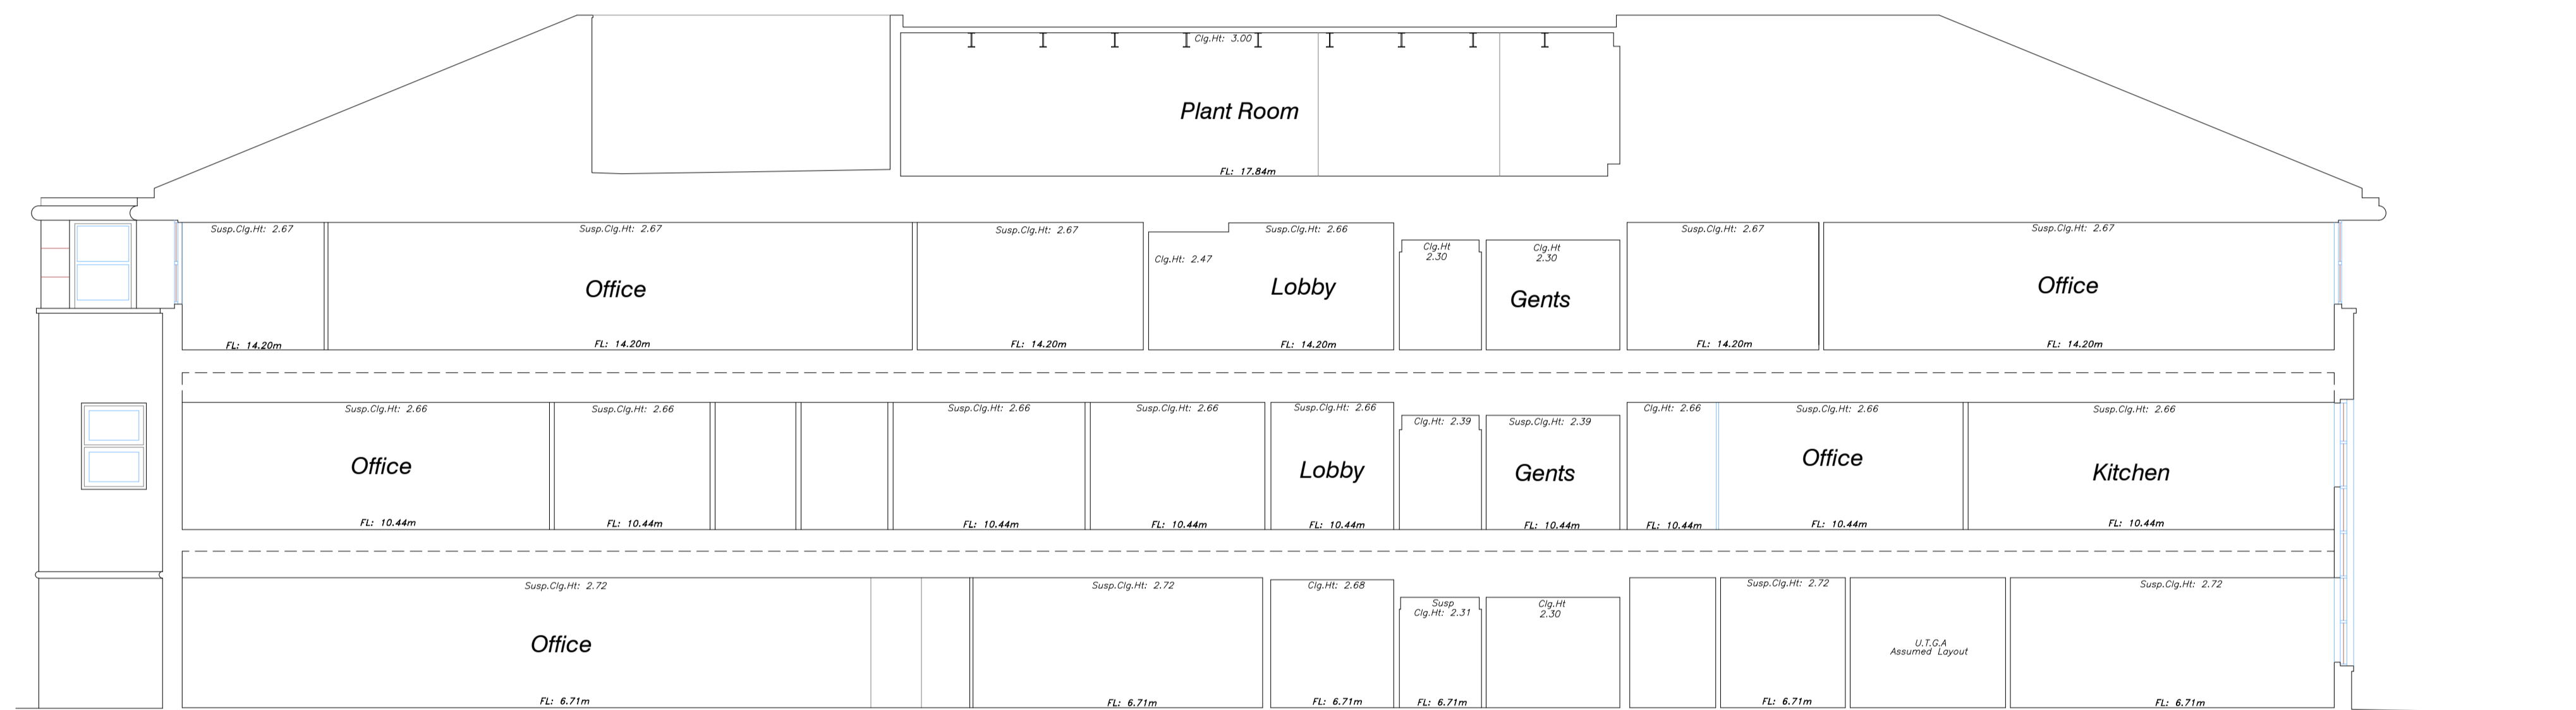 Clg.Ht: 3.00
Plant Room
FL: 17.84m
Susp.Clg.Ht: 2.67
Susp.Clg.Ht: 2.67
Susp.Clg.Ht: 2.67
Susp.Clg.Ht: 2.66
Clg.Ht
2.30
Clg.Ht
2.30
Susp.Clg.Ht: 2.67
Susp.Clg.Ht: 2.67
Clg.Ht: 2.47
Office
Lobby
Gents
Office
FL: 14.20m
FL: 14.20m
FL: 14.20m
FL: 14.20m
FL: 14.20m
FL: 14.20m
Susp.Clg.Ht: 2.66
Susp.Clg.Ht: 2.66
Susp.Clg.Ht: 2.66
Susp.Clg.Ht: 2.66
Susp.Clg.Ht: 2.66
Clg.Ht: 2.39
Susp.Clg.Ht: 2.39
Clg.Ht: 2.66
Susp.Clg.Ht: 2.66
Susp.Clg.Ht: 2.66
Office
Lobby
Gents
Office
Kitchen
FL: 10.44m
FL: 10.44m
FL: 10.44m
FL: 10.44m
FL: 10.44m
FL: 10.44m
FL: 10.44m
FL: 10.44m
FL: 10.44m
Susp.Clg.Ht: 2.72
Susp.Clg.Ht: 2.72
Clg.Ht: 2.68
Susp
Clg.Ht: 2.31
Clg.Ht
2.30
Susp.Clg.Ht: 2.72
Susp.Clg.Ht: 2.72
Office
U.T.G.A
Assumed Layout
FL: 6.71m
FL: 6.71m
FL: 6.71m
FL: 6.71m
FL: 6.71m
FL: 6.71m